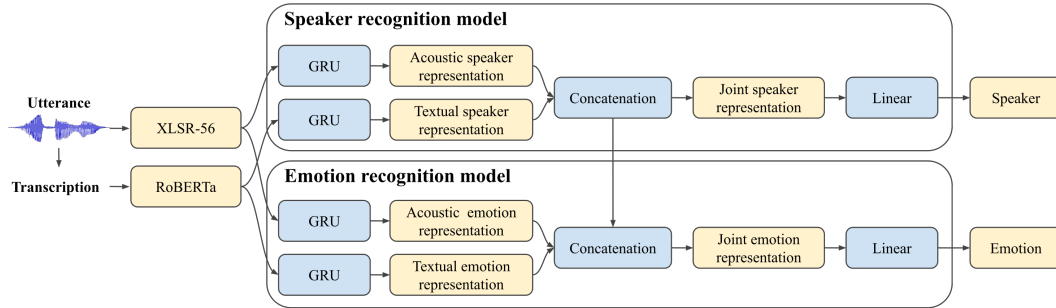 Speaker recognition model
GRU
Acoustic speaker
representation
Utterance
XLSR-56
GRU
Textual speaker
representation
Concatenation
Joint speaker
representation
Linear
Speaker
Transcription
RoBERTa
Emotion recognition model
GRU
Acoustic emotion
representation
GRU
Textual emotion
representation
Concatenation
Joint emotion
representation
Linear
Emotion